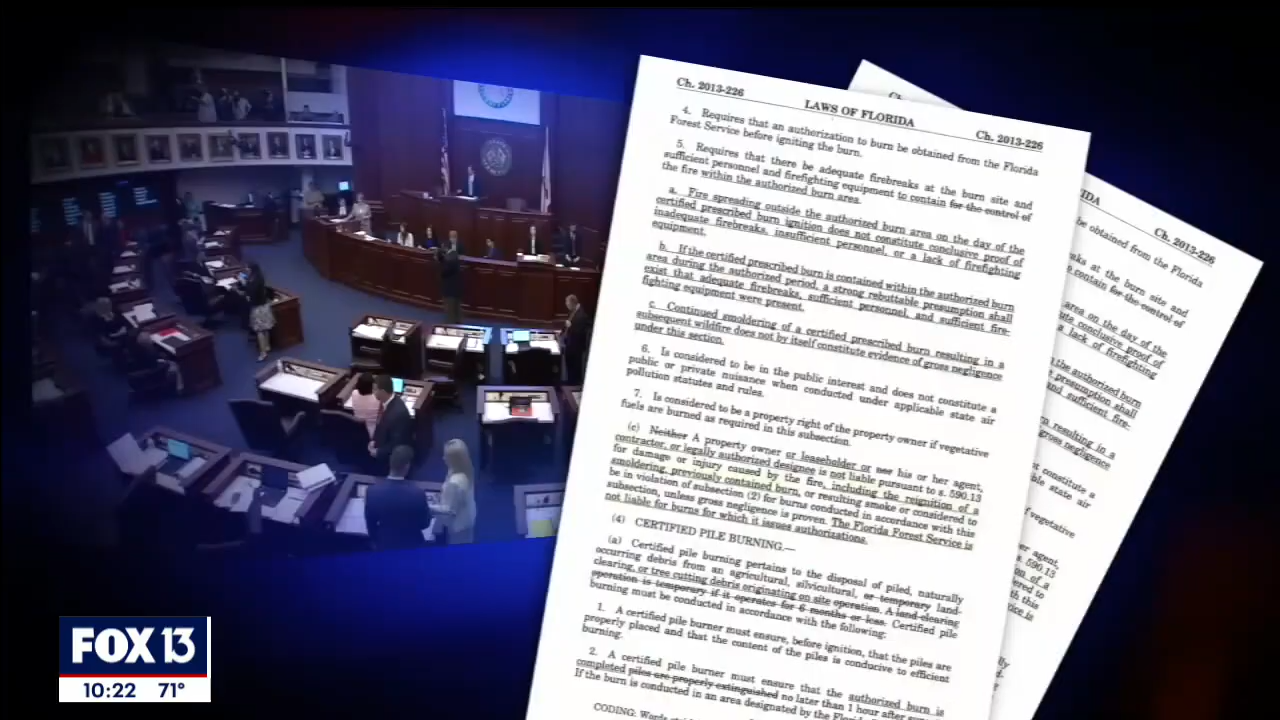 Ch. 2013-226
LAWS OF FLORIDA
Ch. 2013-226
4. Requires that an authorization to burn be obtained from the Florida
Forest Service before igniting the burn.
5. Requires that there be adequate firebreaks at the burn site and
sufficient personnel and firefighting equipment to contain for the control of
the fire within the authorized burn area.
a. Fire spreading outside the authorized burn area on the day of the
certified prescribed burn ignition does not constitute conclusive proof of
inadequate firebreaks, insufficient personnel, or a lack of firefighting
equipment.
b. If the certified prescribed burn is contained within the authorized burn
area during the authorized period, a strong rebuttable presumption shall
exist that adequate firebreaks, sufficient personnel, and sufficient fire-
fighting equipment were present.
c. Continued smoldering of a certified prescribed burn resulting in a
subsequent wildfire does not by itself constitute evidence of gross negligence
under this section.
6. Is considered to be in the public interest and does not constitute a
public or private nuisance when conducted under applicable state air
pollution statutes and rules.
7. Is considered to be a property right of the property owner if vegetative
fuels are burned as required in this subsection.
(c) Neither A property owner or leaseholder or nor his or her agent,
contractor, or legally authorized designee is not liable pursuant to s. 590.13
for damage or injury caused by the fire, including the reignition of a
smoldering, previously contained burn, or resulting smoke or considered to
be in violation of subsection (2) for burns conducted in accordance with this
subsection, unless gross negligence is proven. The Florida Forest Service is
not liable for burns for which it issues authorizations.
(4) CERTIFIED PILE BURNING.—
(a) Certified pile burning pertains to the disposal of piled, naturally
occurring debris from an agricultural, silvicultural, or temporary land-
clearing, or tree cutting debris originating on site operation. A land-clearing
operation is temporary if it operates for 6 months or less. Certified pile
burning must be conducted in accordance with the following:
1. A certified pile burner must ensure, before ignition, that the piles are
properly placed and that the content of the piles is conducive to efficient
burning.
2. A certified pile burner must ensure that the authorized burn is
completed piles are properly extinguished no later than 1 hour after
If the burn is conducted in an area designated by the
CODING: Words
Ch. 2013-226
be obtained from the Florida
FOX 13
10:22 71°